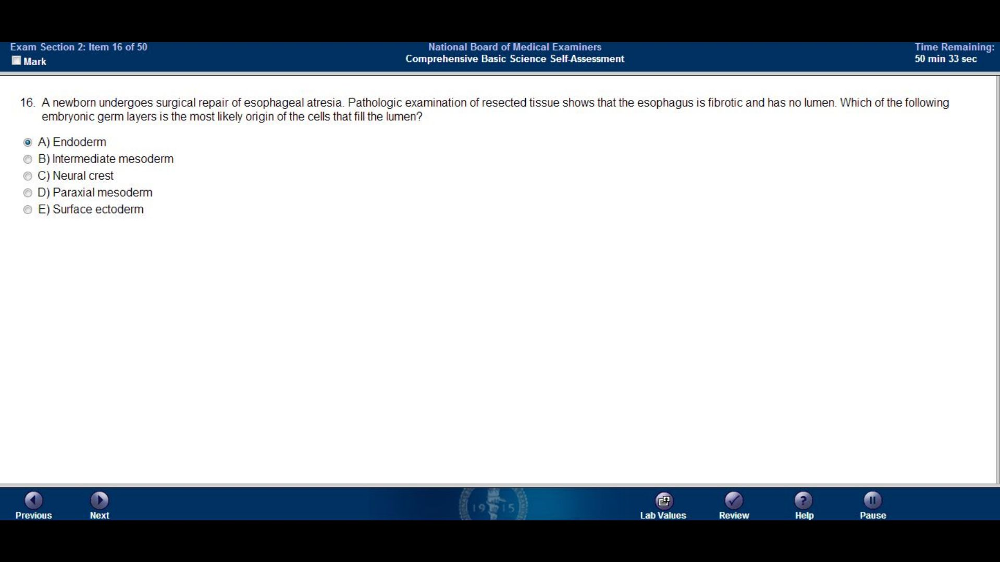 Exam Section 2: Item 16 of 50
National Board of Medical Examiners
Time Remaining:
Mark
Comprehensive Basic Science Self-Assessment
50 min 33 sec
16. A newborn undergoes surgical repair of esophageal atresia. Pathologic examination of resected tissue shows that the esophagus is fibrotic and has no lumen. Which of the following
embryonic germ layers is the most likely origin of the cells that fill the lumen?
A) Endoderm
B) Intermediate mesoderm
C) Neural crest
D) Paraxial mesoderm
E) Surface ectoderm
1915
Previous
Next
Lab Values
Review
Help
Pause